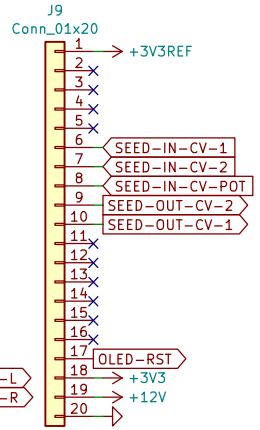 J9
Conn_01x20
1 +3V3REF
2
3
4
5
6 SEED-IN-CV-1
7 SEED-IN-CV-2
8 SEED-IN-CV-POT
9 SEED-OUT-CV-2
10 SEED-OUT-CV-1
11
12
13
14
15
16
17 OLED-RST
-L 18 +3V3
-R 19 +12V
20